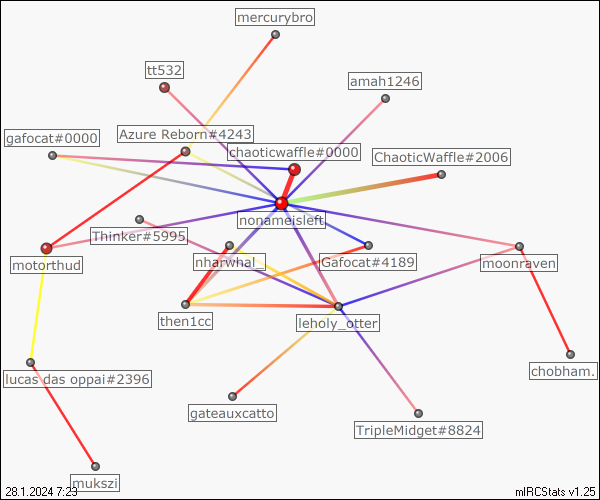 mercurybro
tt532
amah1246
Azure Reborn#4243
gafocat#0000
chaoticwaffle#0000
ChaoticWaffle#2006
nonameisleft
Thinker#5995
motorthud
nharwhal_
Gafocat#4189
moonraven
then1cc
leholy_otter
lucas das oppai#2396
chobham.
gateauxcatto
TripleMidget#8824
mukszi
28.1.2024 7:23
mIRCStats v1.25